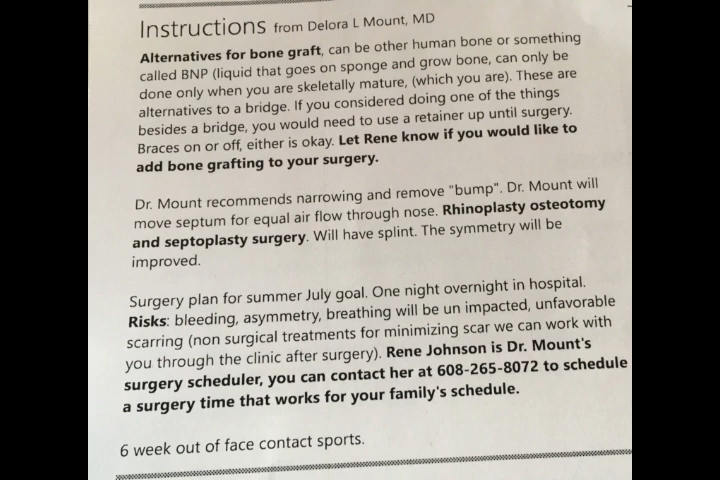 Instructions from Delora L Mount, MD
Alternatives for bone graft, can be other human bone or something
called BNP (liquid that goes on sponge and grow bone, can only be
done only when you are skeletally mature, (which you are). These are
alternatives to a bridge. If you considered doing one of the things
besides a bridge, you would need to use a retainer up until surgery.
Braces on or off, either is okay. Let Rene know if you would like to
add bone grafting to your surgery.
Dr. Mount recommends narrowing and remove "bump". Dr. Mount will
move septum for equal air flow through nose. Rhinoplasty osteotomy
and septoplasty surgery. Will have splint. The symmetry will be
improved.
Surgery plan for summer July goal. One night overnight in hospital.
Risks: bleeding, asymmetry, breathing will be un impacted, unfavorable
scarring (non surgical treatments for minimizing scar we can work with
you through the clinic after surgery). Rene Johnson is Dr. Mount's
surgery scheduler, you can contact her at 608-265-8072 to schedule
a surgery time that works for your family's schedule.
6 week out of face contact sports.